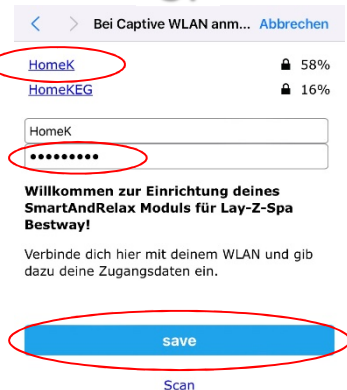 Bei Captive WLAN anm... Abbrechen
HomeK 58%
HomeKEG 16%
HomeK
•••••••••
Willkommen zur Einrichtung deines
SmartAndRelax Moduls für Lay-Z-Spa
Bestway!
Verbinde dich hier mit deinem WLAN und gib
dazu deine Zugangsdaten ein.
save
Scan